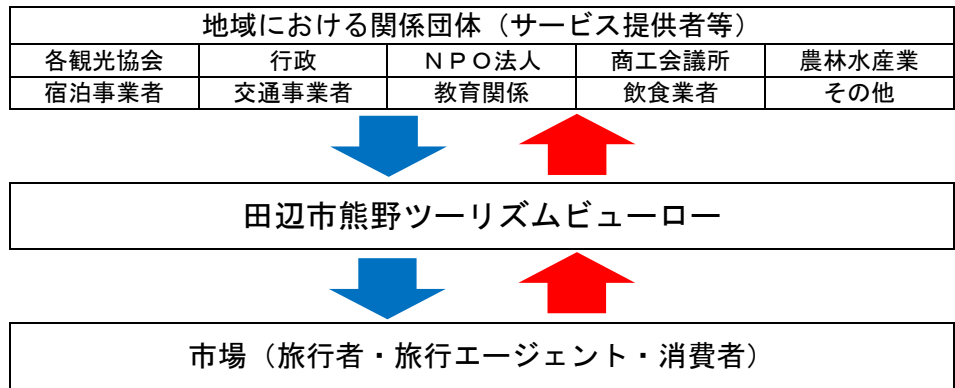 地域における関係団体（サービス提供者等）
各観光協会 行政 ＮＰＯ法人 商工会議所 農林水産業
宿泊事業者 交通事業者 教育関係 飲食業者 その他
田辺市熊野ツーリズムビューロー
市場（旅行者・旅行エージェント・消費者）